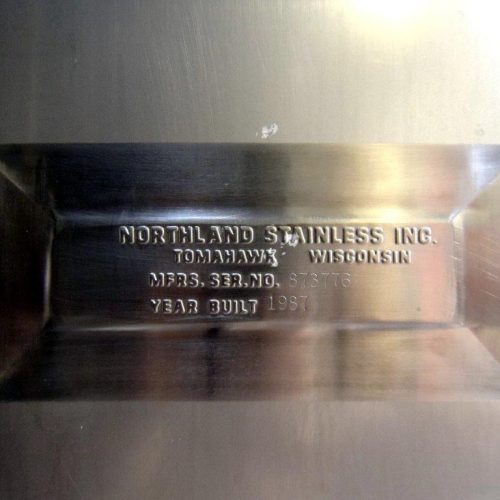 NORTHLAND STAINLESS INC.
TOMAHAWK WISCONSIN
MFRS. SER. NO. 873776
YEAR BUILT 1987